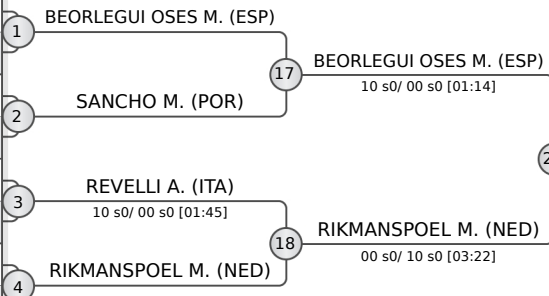 BEORLEGUI OSES M. (ESP)
1
17
BEORLEGUI OSES M. (ESP)
10 s0/ 00 s0 [01:14]
SANCHO M. (POR)
2
REVELLI A. (ITA)
3
10 s0/ 00 s0 [01:45]
18
RIKMANSPOEL M. (NED)
00 s0/ 10 s0 [03:22]
RIKMANSPOEL M. (NED)
4